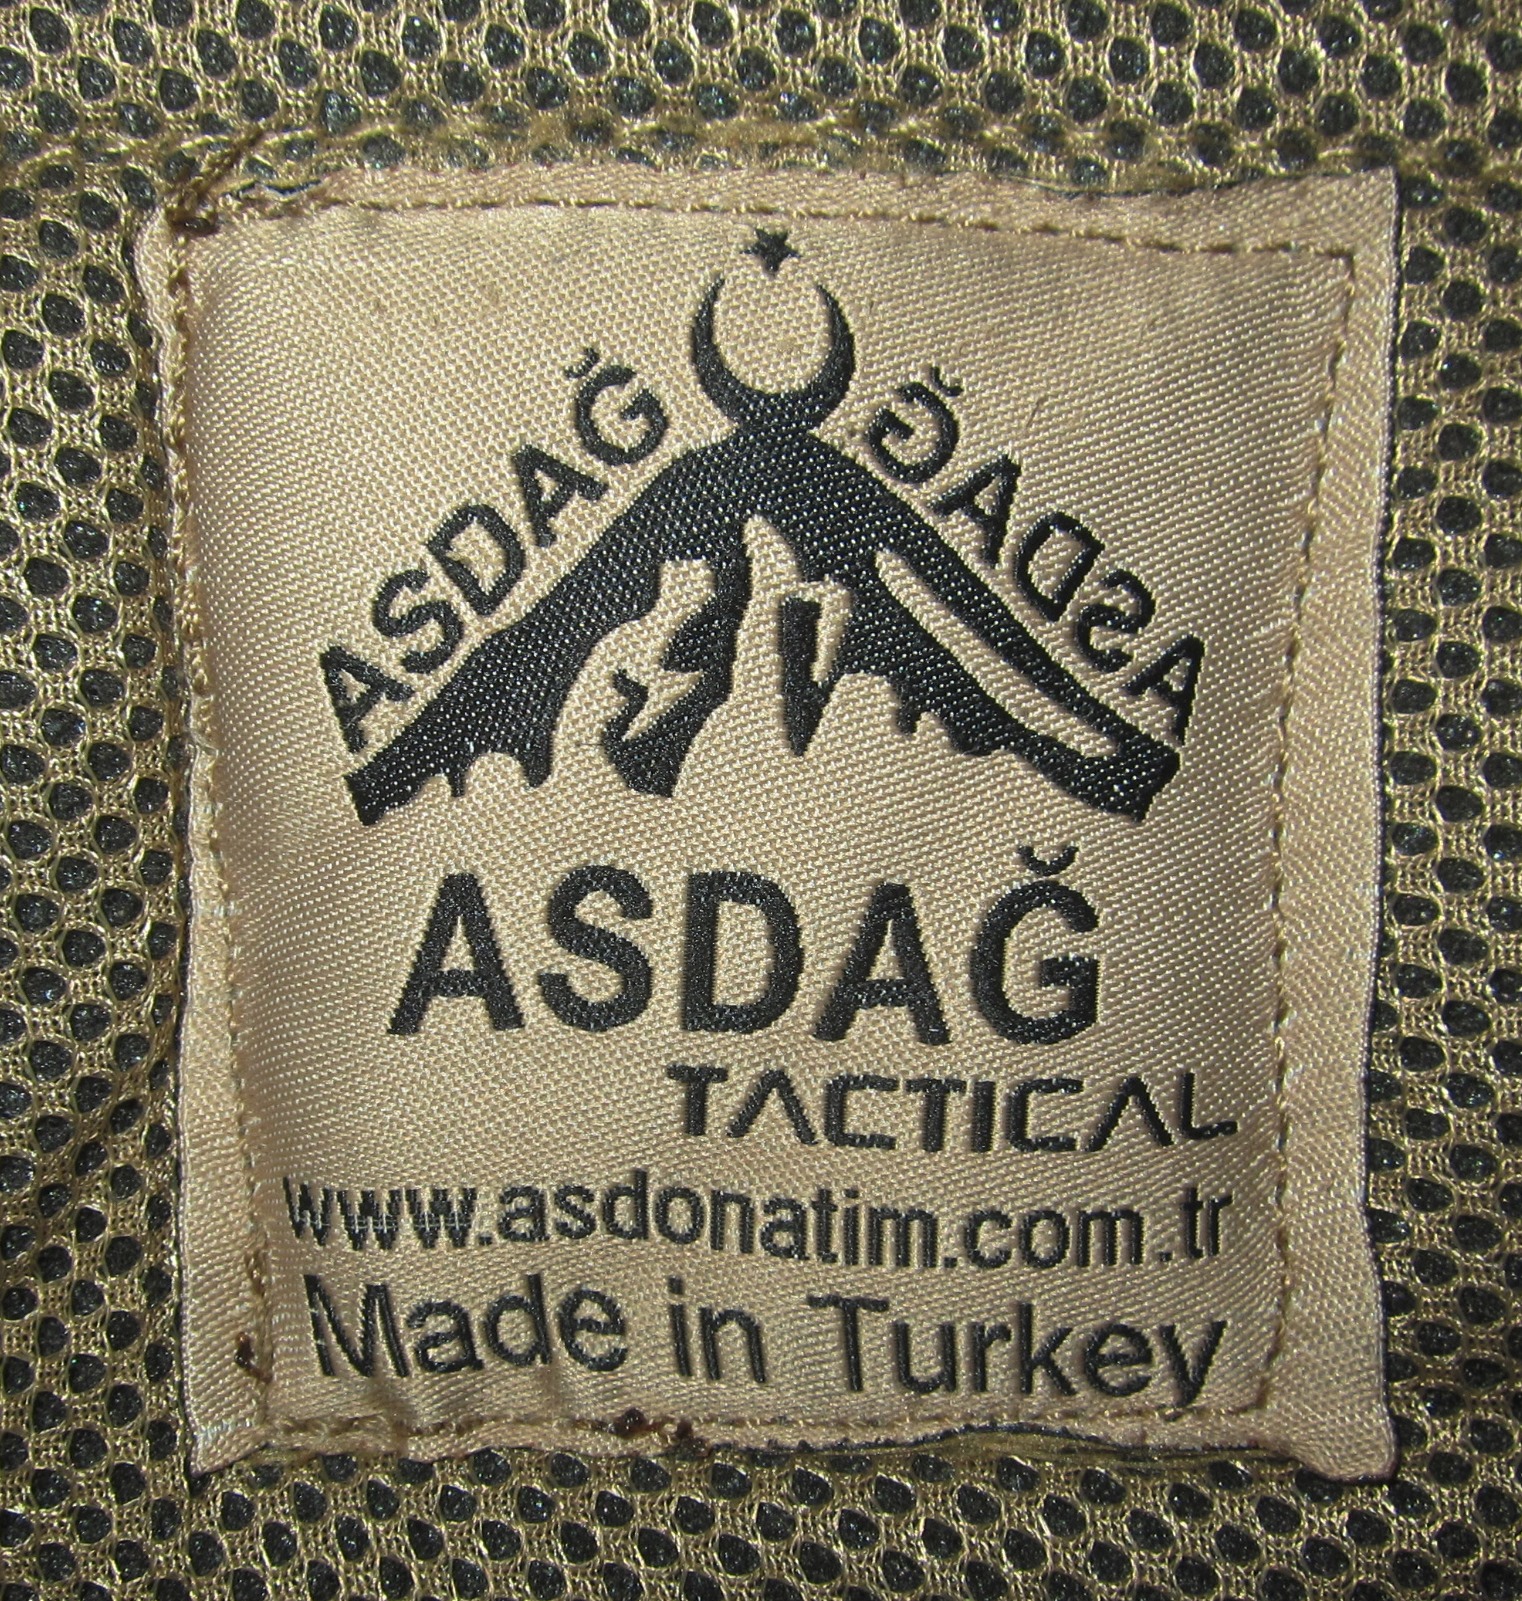 ASDAĞ
ASDAĞ
ASDAĞ
TACTICAL
www.asdonatim.com.tr
Made in Turkey